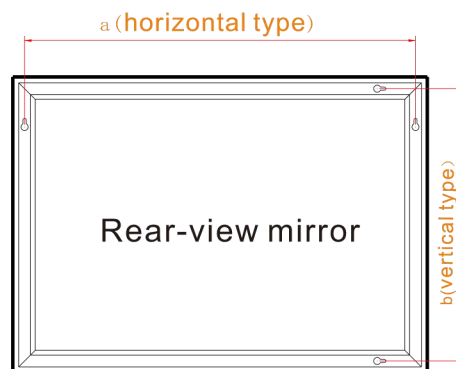 a (horizontal type)
Rear-view mirror
b(vertical type)